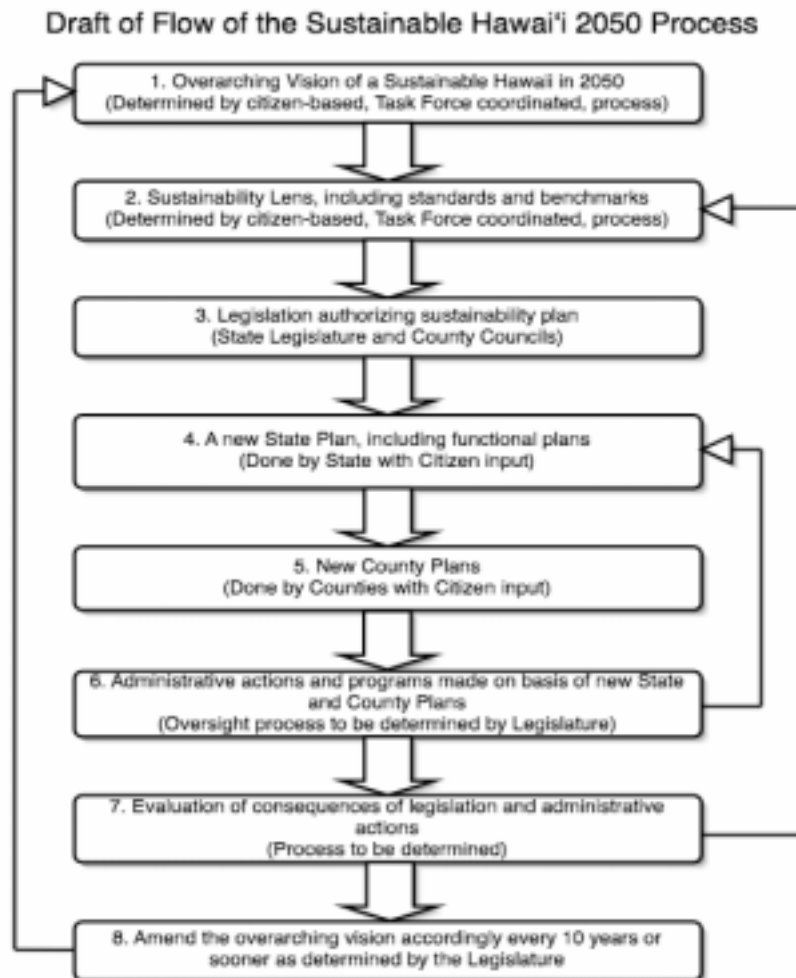 Draft of Flow of the Sustainable Hawai‘i 2050 Process
1. Overarching Vision of a Sustainable Hawaii in 2050
(Determined by citizen-based, Task Force coordinated, process)
2. Sustainability Lens, including standards and benchmarks
(Determined by citizen-based, Task Force coordinated, process)
3. Legislation authorizing sustainability plan
(State Legislature and County Councils)
4. A new State Plan, including functional plans
(Done by State with Citizen input)
5. New County Plans
(Done by Counties with Citizen input)
6. Administrative actions and programs made on basis of new State
and County Plans
(Oversight process to be determined by Legislature)
7. Evaluation of consequences of legislation and administrative
actions
(Process to be determined)
8. Amend the overarching vision accordingly every 10 years or
sooner as determined by the Legislature